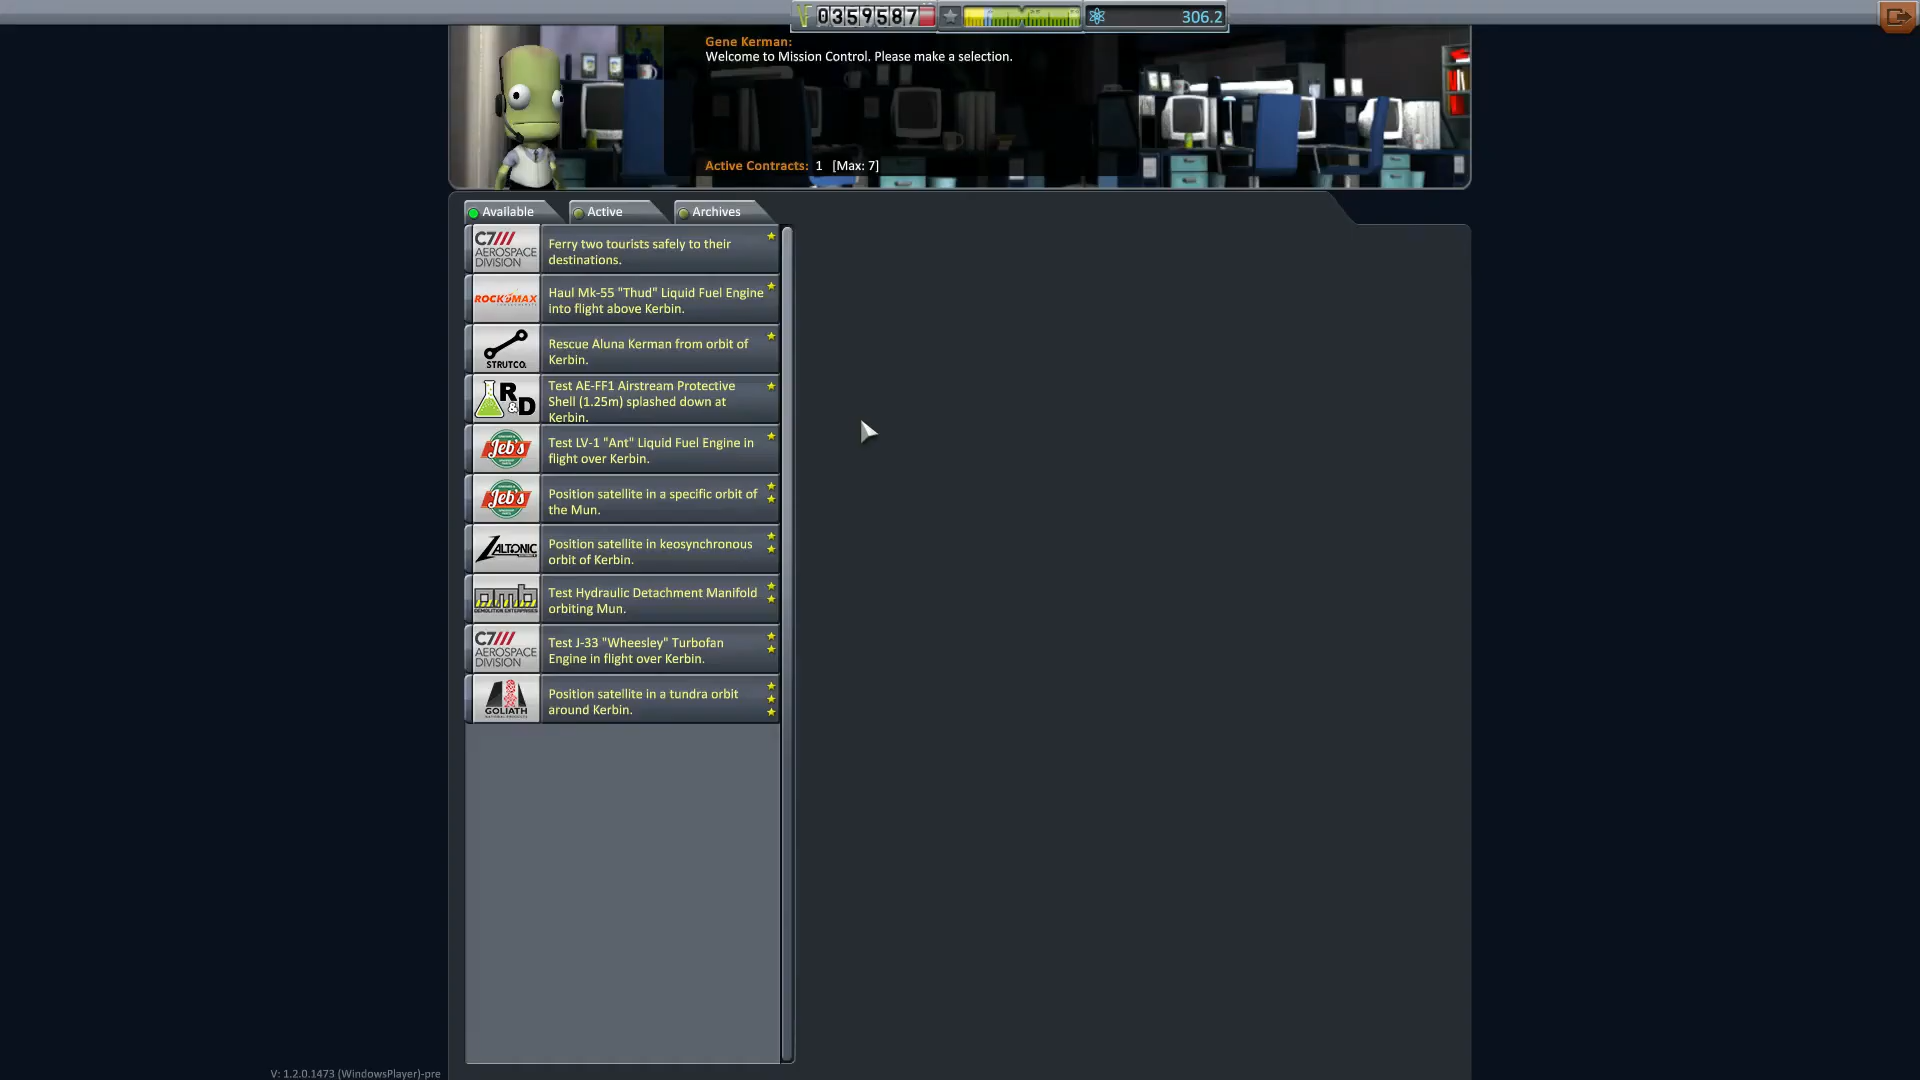 0359587
306.2
Gene Kerman:
Welcome to Mission Control. Please make a selection.
Active Contracts: 1 [Max: 7]
Available
Active
Archives
C7///
AEROSPACE
DIVISION
Ferry two tourists safely to their
destinations.
ROCKOMAX
Haul Mk-55 "Thud" Liquid Fuel Engine
into flight above Kerbin.
STRUTCO.
Rescue Aluna Kerman from orbit of
Kerbin.
R&D
Test AE-FF1 Airstream Protective
Shell (1.25m) splashed down at
Kerbin.
Jeb's
Test LV-1 "Ant" Liquid Fuel Engine in
flight over Kerbin.
Jeb's
Position satellite in a specific orbit of
the Mun.
ZALTONIC
Position satellite in keosynchronous
orbit of Kerbin.
OMB
DEMOLITION ENTERPRISES
Test Hydraulic Detachment Manifold
orbiting Mun.
C7///
AEROSPACE
DIVISION
Test J-33 "Wheesley" Turbofan
Engine in flight over Kerbin.
GOLIATH
NATIONAL PRODUCTS
Position satellite in a tundra orbit
around Kerbin.
V: 1.2.0.1473 (WindowsPlayer)-pre